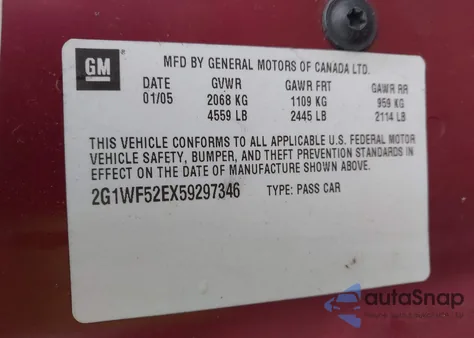 GM
MFD BY GENERAL MOTORS OF CANADA LTD.
DATE GVWR GAWR FRT GAWR RR
01/05 2068 KG 1109 KG 959 KG
4559 LB 2445 LB 2114 LB
THIS VEHICLE CONFORMS TO ALL APPLICABLE U.S. FEDERAL MOTOR
VEHICLE SAFETY, BUMPER, AND THEFT PREVENTION STANDARDS IN
EFFECT ON THE DATE OF MANUFACTURE SHOWN ABOVE.
2G1WF52EX59297346 TYPE: PASS CAR
autaSnap